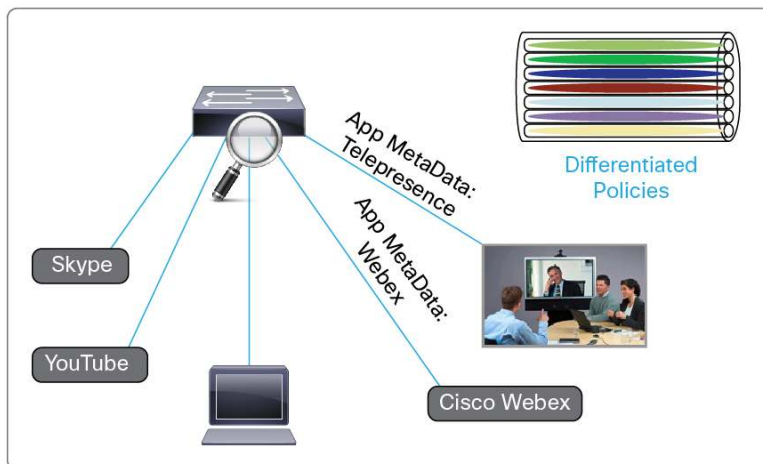 App MetaData:
Telepresence
App MetaData:
Webex
Differentiated
Policies
Skype
YouTube
Cisco Webex